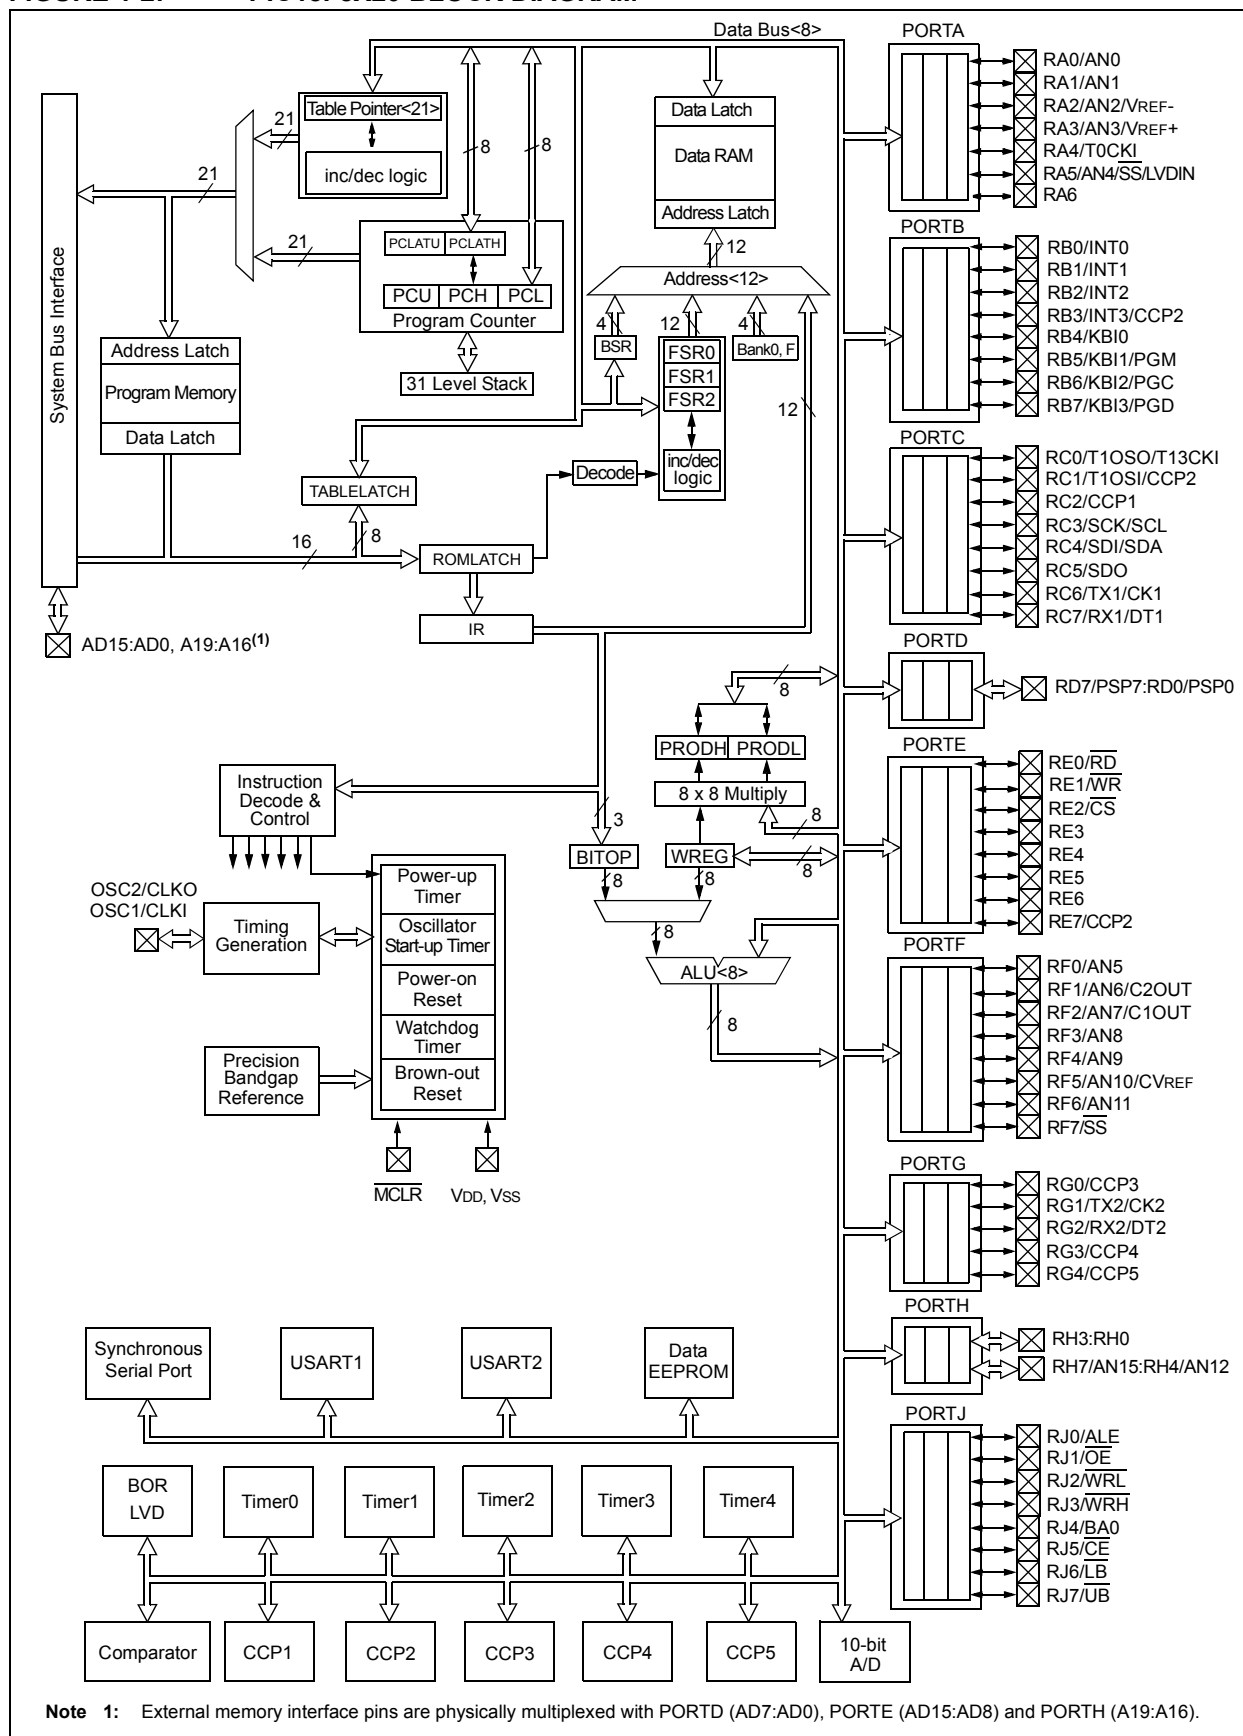 Data Bus<8>
Table Pointer<21>
inc/dec logic
21
21
21
8
8
PCLATU
PCLATH
PCU
PCH
PCL
Program Counter
31 Level Stack
System Bus Interface
Address Latch
Program Memory
Data Latch
TABLELATCH
16
8
ROMLATCH
IR
AD15:AD0, A19:A16(1)
Data Latch
Data RAM
Address Latch
12
Address<12>
4
12
4
BSR
FSR0
FSR1
FSR2
Bank0, F
inc/dec
logic
Decode
12
8
PRODH
PRODL
8 x 8 Multiply
8
3
BITOP
WREG
8
8
8
8
ALU<8>
8
Instruction
Decode &
Control
OSC2/CLKO
OSC1/CLKI
Timing
Generation
Power-up
Timer
Oscillator
Start-up Timer
Power-on
Reset
Watchdog
Timer
Brown-out
Reset
Precision
Bandgap
Reference
MCLR
VDD, VSS
PORTA
RA0/AN0
RA1/AN1
RA2/AN2/VREF-
RA3/AN3/VREF+
RA4/T0CKI
RA5/AN4/SS/LVDIN
RA6
PORTB
RB0/INT0
RB1/INT1
RB2/INT2
RB3/INT3/CCP2
RB4/KBI0
RB5/KBI1/PGM
RB6/KBI2/PGC
RB7/KBI3/PGD
PORTC
RC0/T1OSO/T13CKI
RC1/T1OSI/CCP2
RC2/CCP1
RC3/SCK/SCL
RC4/SDI/SDA
RC5/SDO
RC6/TX1/CK1
RC7/RX1/DT1
PORTD
RD7/PSP7:RD0/PSP0
PORTE
RE0/RD
RE1/WR
RE2/CS
RE3
RE4
RE5
RE6
RE7/CCP2
PORTF
RF0/AN5
RF1/AN6/C2OUT
RF2/AN7/C1OUT
RF3/AN8
RF4/AN9
RF5/AN10/CVREF
RF6/AN11
RF7/SS
PORTG
RG0/CCP3
RG1/TX2/CK2
RG2/RX2/DT2
RG3/CCP4
RG4/CCP5
PORTH
RH3:RH0
RH7/AN15:RH4/AN12
PORTJ
RJ0/ALE
RJ1/OE
RJ2/WRL
RJ3/WRH
RJ4/BA0
RJ5/CE
RJ6/LB
RJ7/UB
Synchronous
Serial Port
USART1
USART2
Data
EEPROM
BOR
LVD
Timer0
Timer1
Timer2
Timer3
Timer4
Comparator
CCP1
CCP2
CCP3
CCP4
CCP5
10-bit
A/D
Note 1: External memory interface pins are physically multiplexed with PORTD (AD7:AD0), PORTE (AD15:AD8) and PORTH (A19:A16).